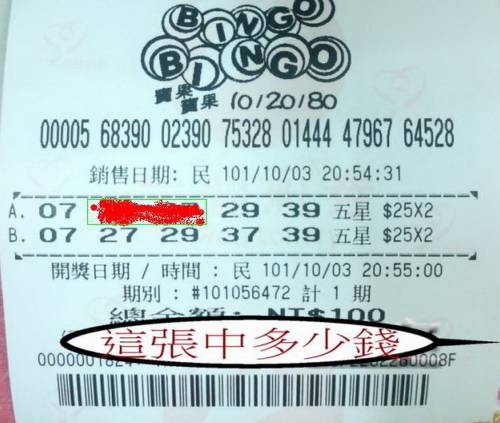 BINGO
BINGO
賓果
賓果 10/20/80
00005 68390 02390 75328 01444 47967 64528
銷售日期: 民 101/10/03 20:54:31
A. 07 29 39 五星 $25X2
B. 07 27 29 37 39 五星 $25X2
開獎日期 / 時間 : 民 101/10/03 20:55:00
期別 : #101056472 計 1 期
總金額: NT$100
這張中多少錢